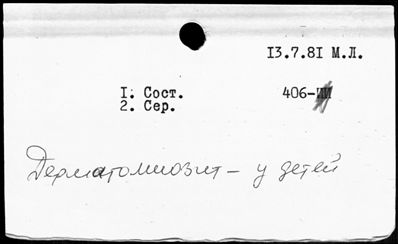 13.7.81 М.Л.
1. Сост. 406-
2. Сер.
Дерматомиозит - у детей